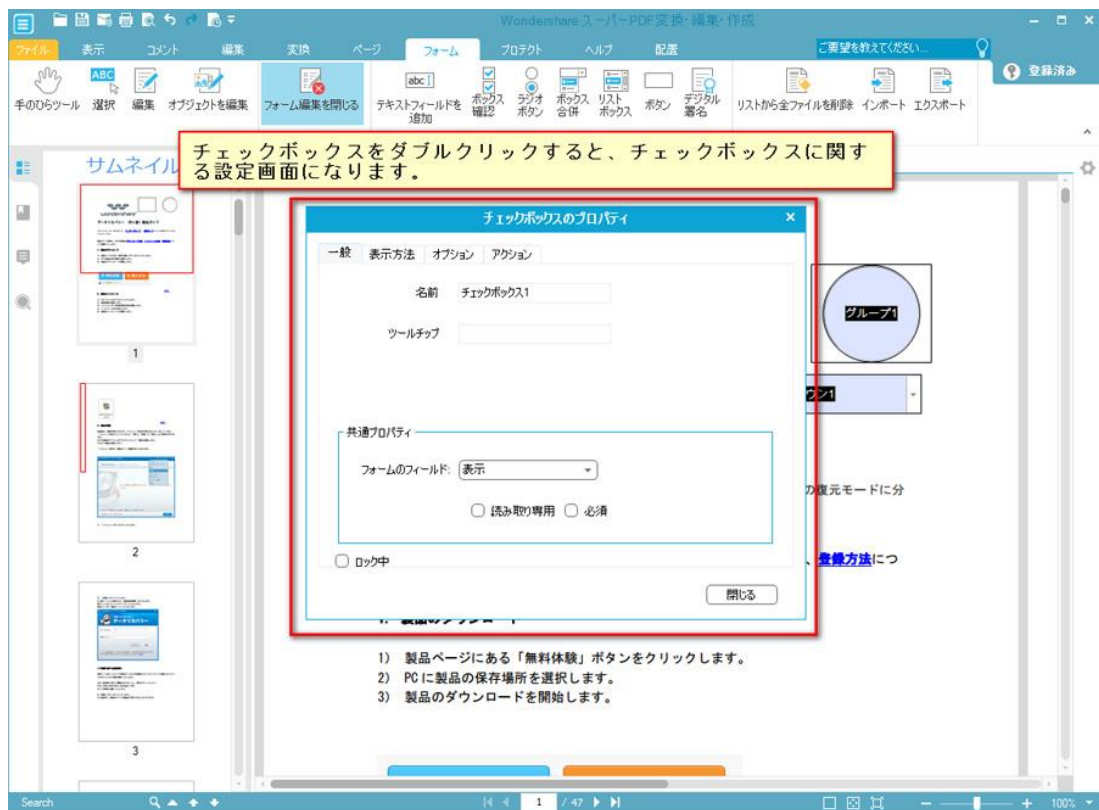 Wondershare スーパーPDF変換・編集・作成
ファイル 表示 コメント 編集 変換 ページ フォーム プロテクト ヘルプ 配置 ご要望を教えてください... 登録済み
ABC
abc
手のひらツール 選択 編集 オブジェクトを編集 フォーム編集を閉じる テキストフィールドを追加 ボックス確認 ラジオボタン ボックス合併 リストボックス ボタン デジタル署名 リストから全ファイルを削除 インポート エクスポート
チェックボックスをダブルクリックすると、チェックボックスに関す
る設定画面になります。
サムネイル
1
2
3
チェックボックスのプロパティ
一般 表示方法 オプション アクション
名前 チェックボックス1
ツールチップ
共通プロパティ
フォームのフィールド: 表示
読み取り専用 必須
ロック中
閉じる
グループ1
ウン1
の復元モードに分
、登録方法につ
1) 製品ページにある「無料体験」ボタンをクリックします。
2) PCに製品の保存場所を選択します。
3) 製品のダウンロードを開始します。
Search 1 / 47 100%